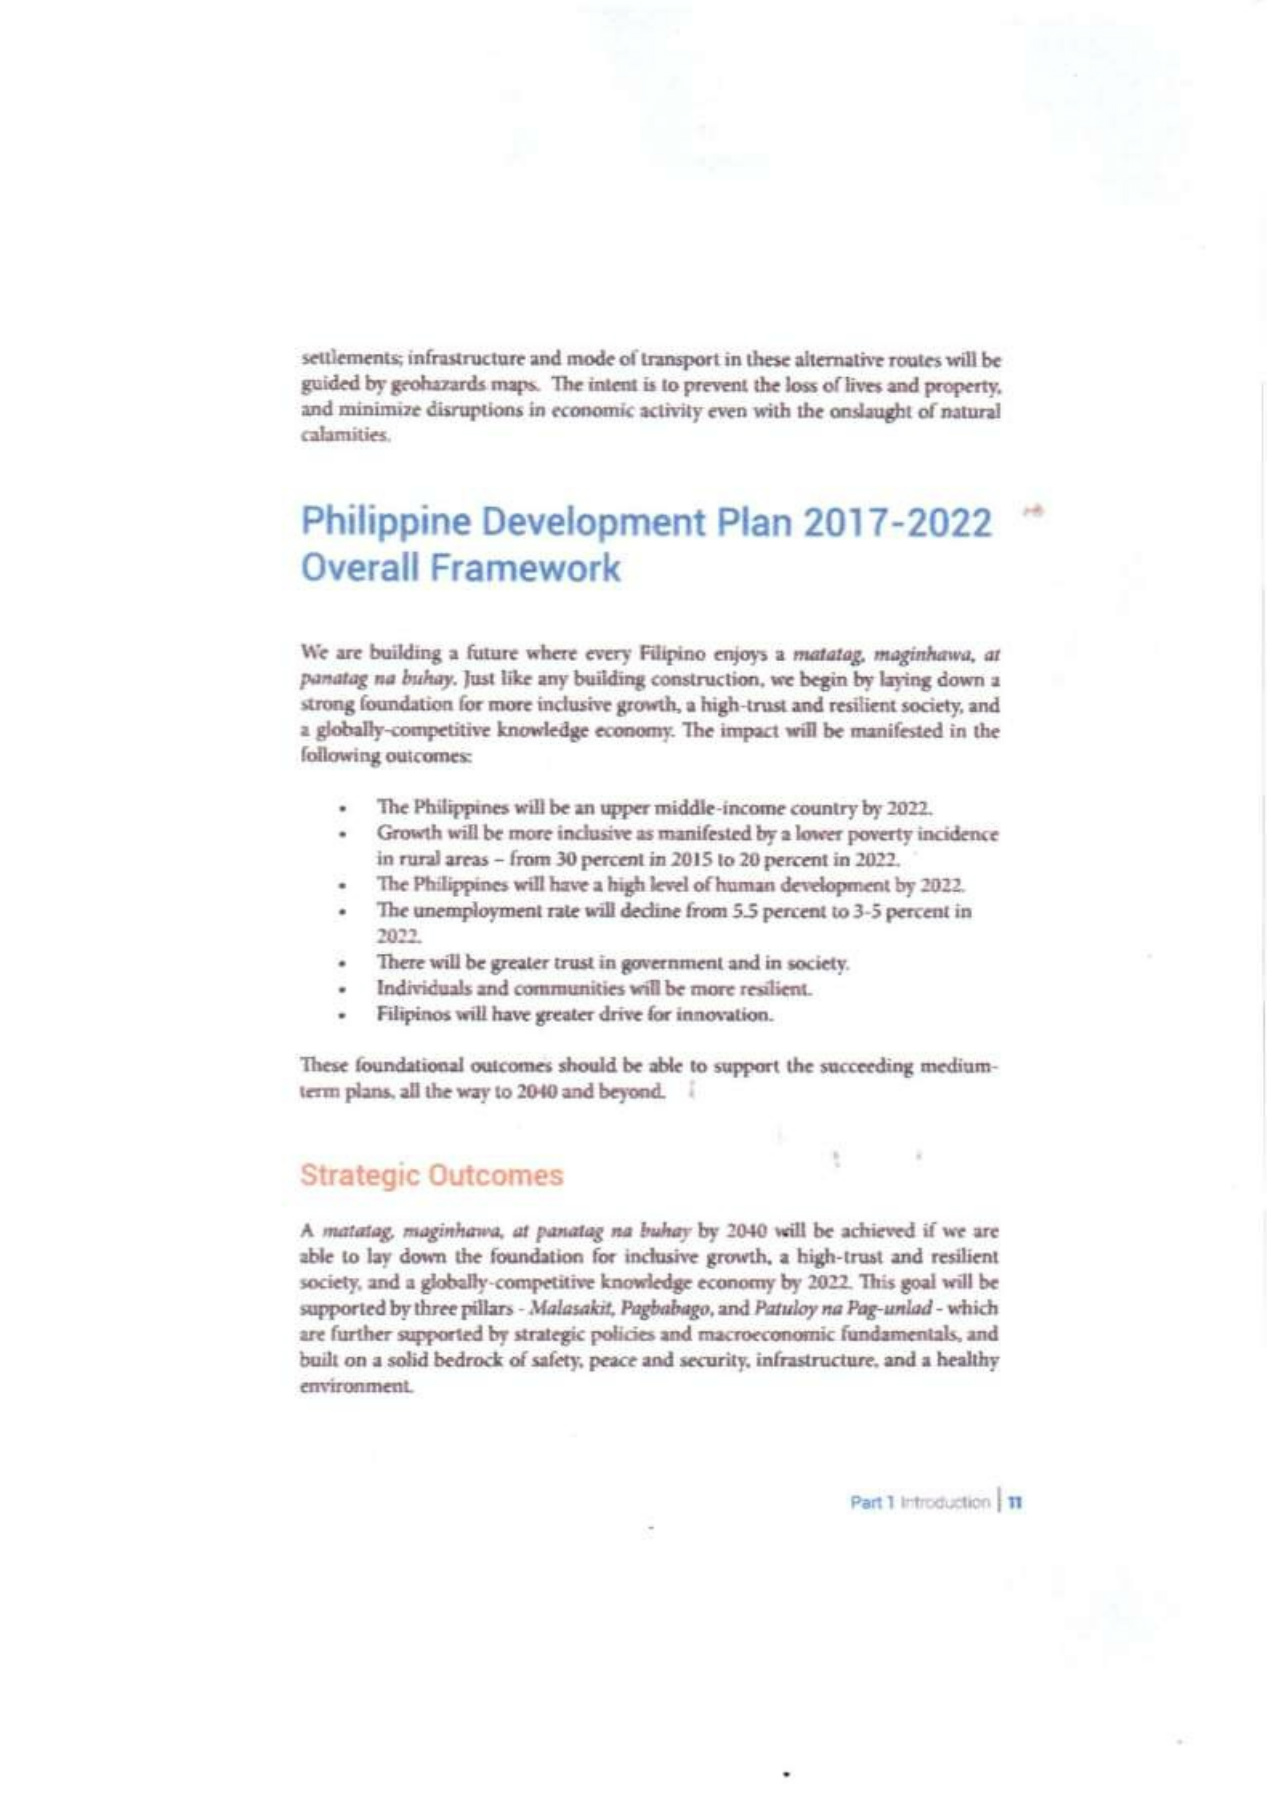 settlements; infrastructure and mode of transport in these alternative routes will be
guided by geohazards maps. The intent is to prevent the loss of lives and property,
and minimize disruptions in economic activity even with the onslaught of natural
calamities.
Philippine Development Plan 2017-2022
Overall Framework
We are building a future where every Filipino enjoys a matatag, maginhawa, at
panatag na buhay. Just like any building construction, we begin by laying down a
strong foundation for more inclusive growth, a high-trust and resilient society, and
a globally-competitive knowledge economy. The impact will be manifested in the
following outcomes:
• The Philippines will be an upper middle-income country by 2022.
• Growth will be more inclusive as manifested by a lower poverty incidence
in rural areas – from 30 percent in 2015 to 20 percent in 2022.
• The Philippines will have a high level of human development by 2022.
• The unemployment rate will decline from 5.5 percent to 3-5 percent in
2022.
• There will be greater trust in government and in society.
• Individuals and communities will be more resilient.
• Filipinos will have greater drive for innovation.
These foundational outcomes should be able to support the succeeding medium-
term plans, all the way to 2040 and beyond.
Strategic Outcomes
A matatag, maginhawa, at panatag na buhay by 2040 will be achieved if we are
able to lay down the foundation for inclusive growth, a high-trust and resilient
society, and a globally-competitive knowledge economy by 2022. This goal will be
supported by three pillars - Malasakit, Pagbabago, and Patuloy na Pag-unlad - which
are further supported by strategic policies and macroeconomic fundamentals, and
built on a solid bedrock of safety, peace and security, infrastructure, and a healthy
environment.
Part 1 Introduction | 11